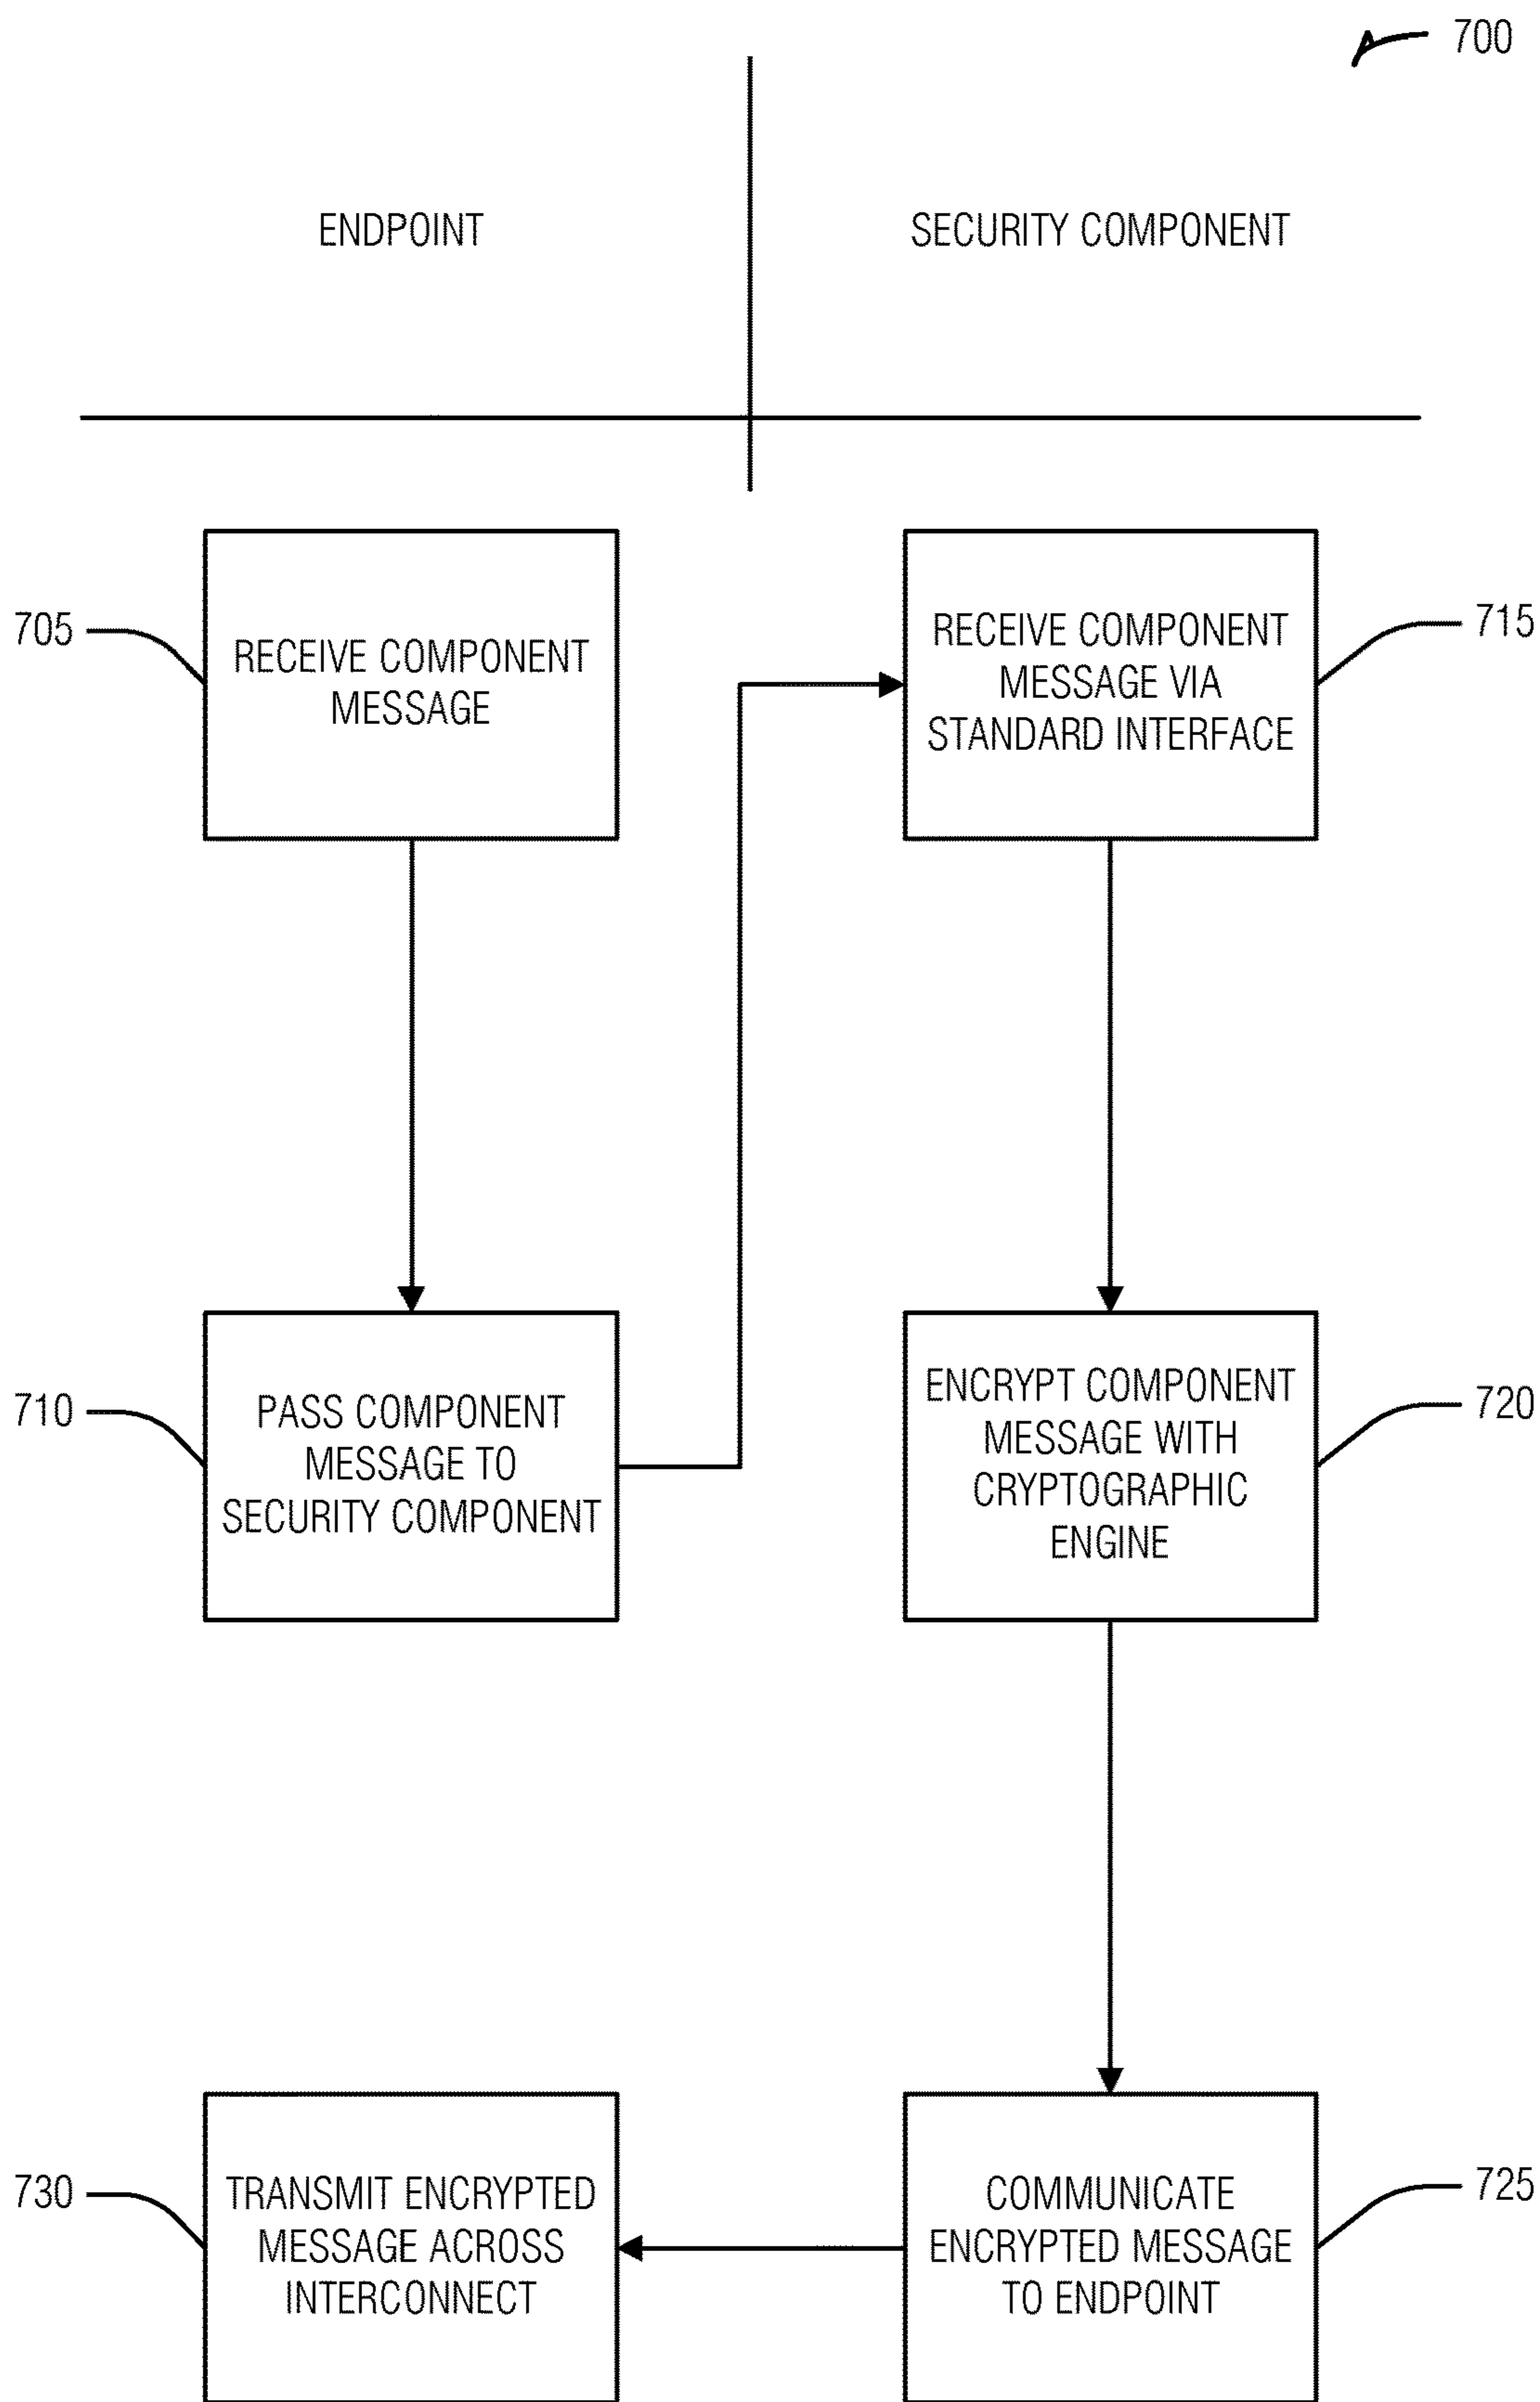 700
ENDPOINT
SECURITY COMPONENT
705
RECEIVE COMPONENT
MESSAGE
RECEIVE COMPONENT
MESSAGE VIA
STANDARD INTERFACE
715
710
PASS COMPONENT
MESSAGE TO
SECURITY COMPONENT
ENCRYPT COMPONENT
MESSAGE WITH
CRYPTOGRAPHIC
ENGINE
720
730
TRANSMIT ENCRYPTED
MESSAGE ACROSS
INTERCONNECT
COMMUNICATE
ENCRYPTED MESSAGE
TO ENDPOINT
725